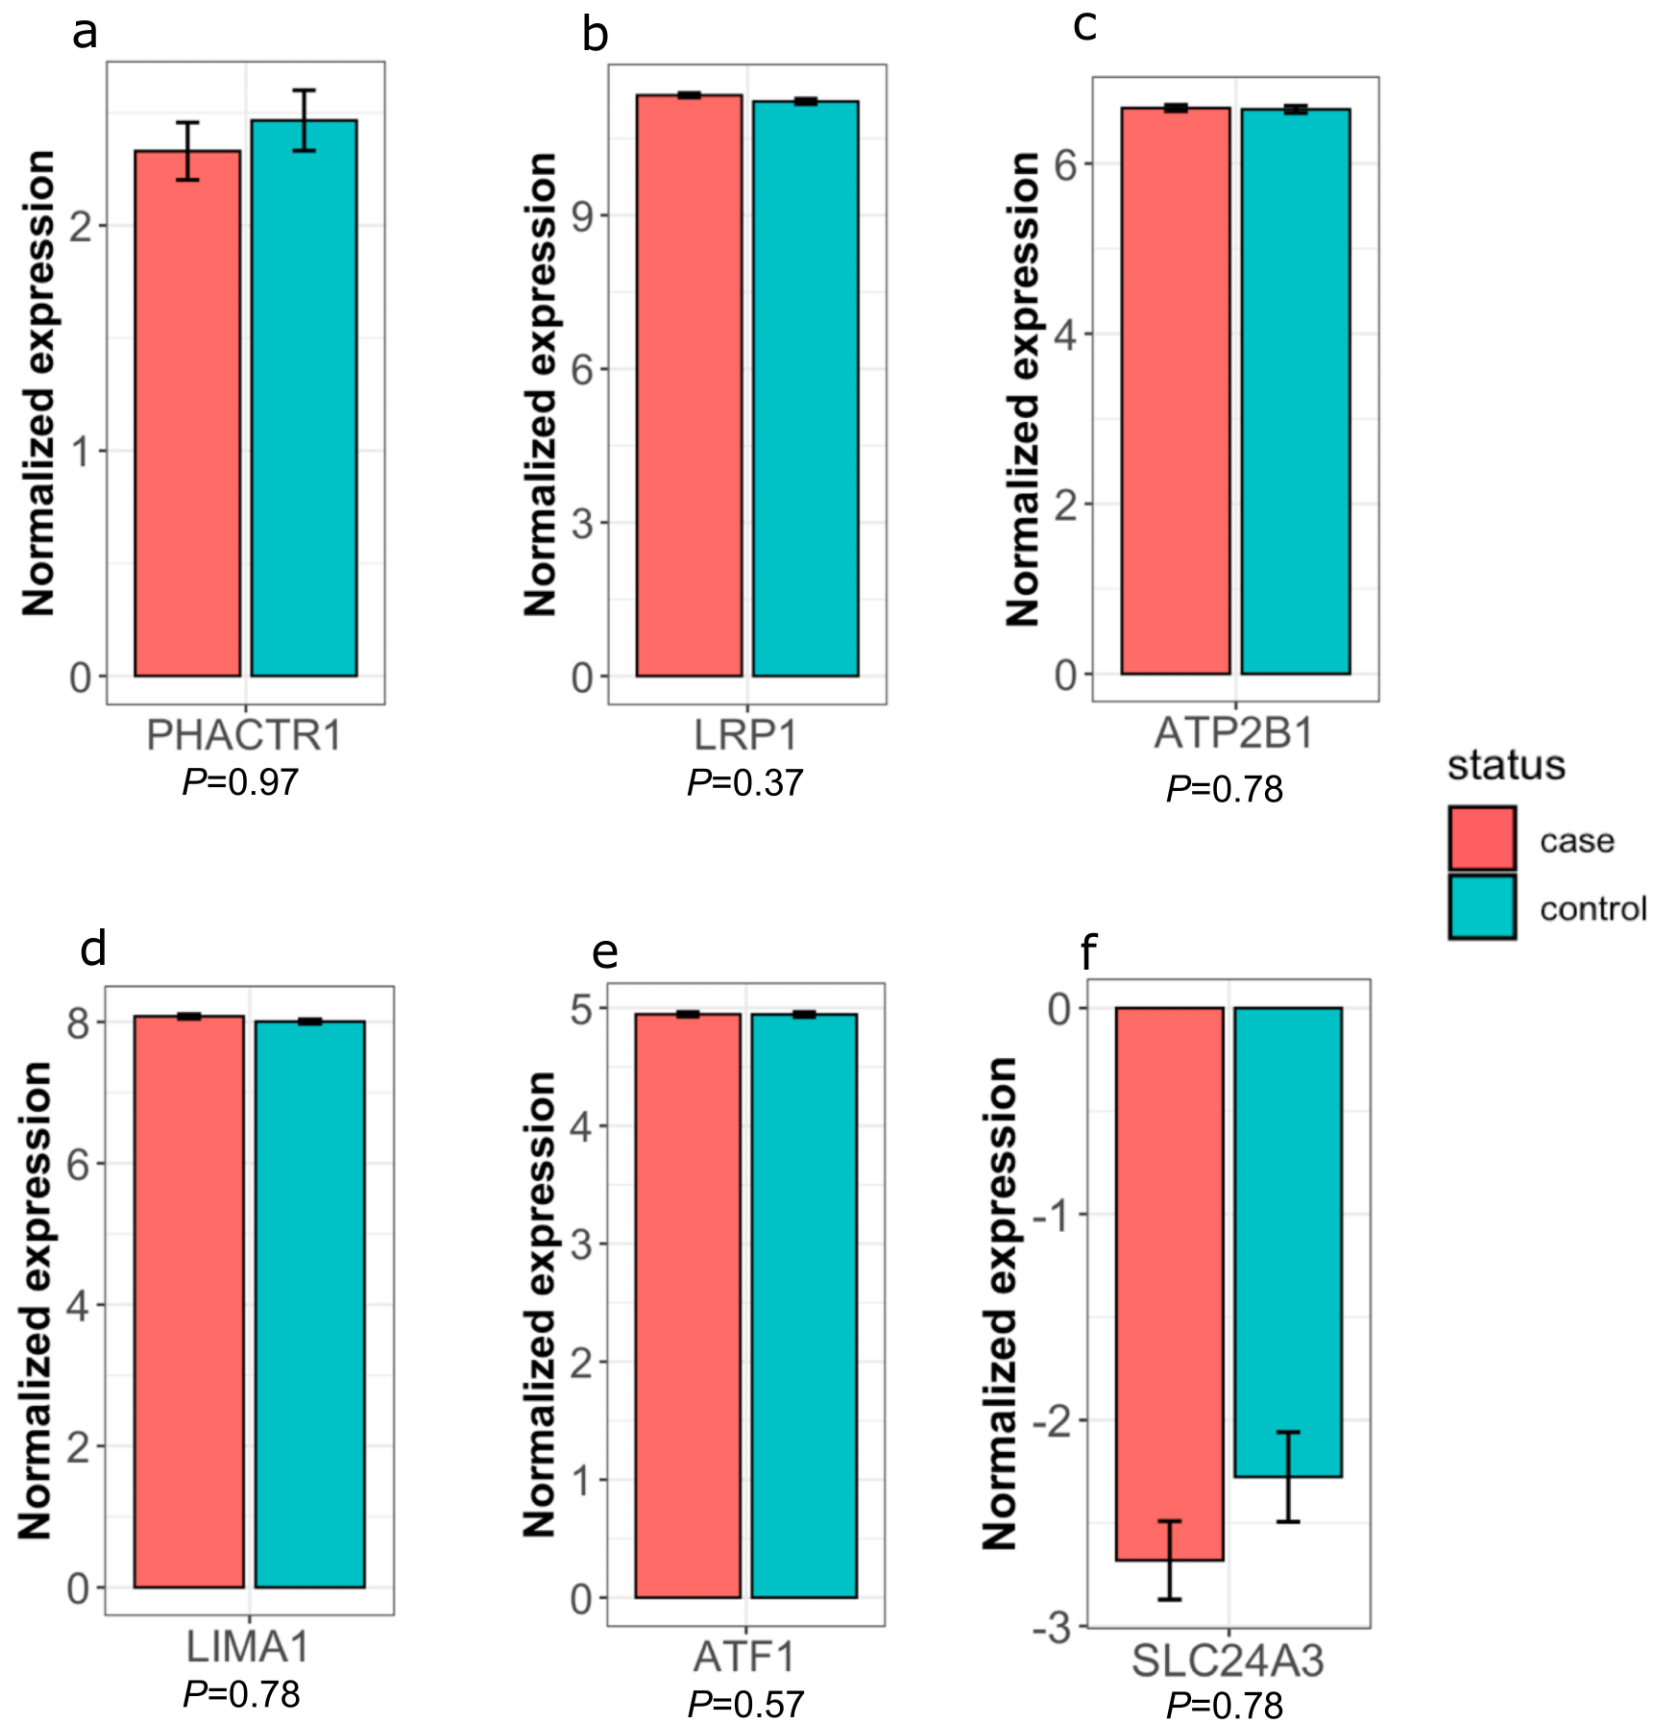 a
Normalized expression
2
1
0
PHACTR1
P=0.97
b
Normalized expression
9
6
3
0
LRP1
P=0.37
c
Normalized expression
6
4
2
0
ATP2B1
P=0.78
status
case
control
d
Normalized expression
8
6
4
2
0
LIMA1
P=0.78
e
Normalized expression
5
4
3
2
1
0
ATF1
P=0.57
f
Normalized expression
0
-1
-2
-3
SLC24A3
P=0.78